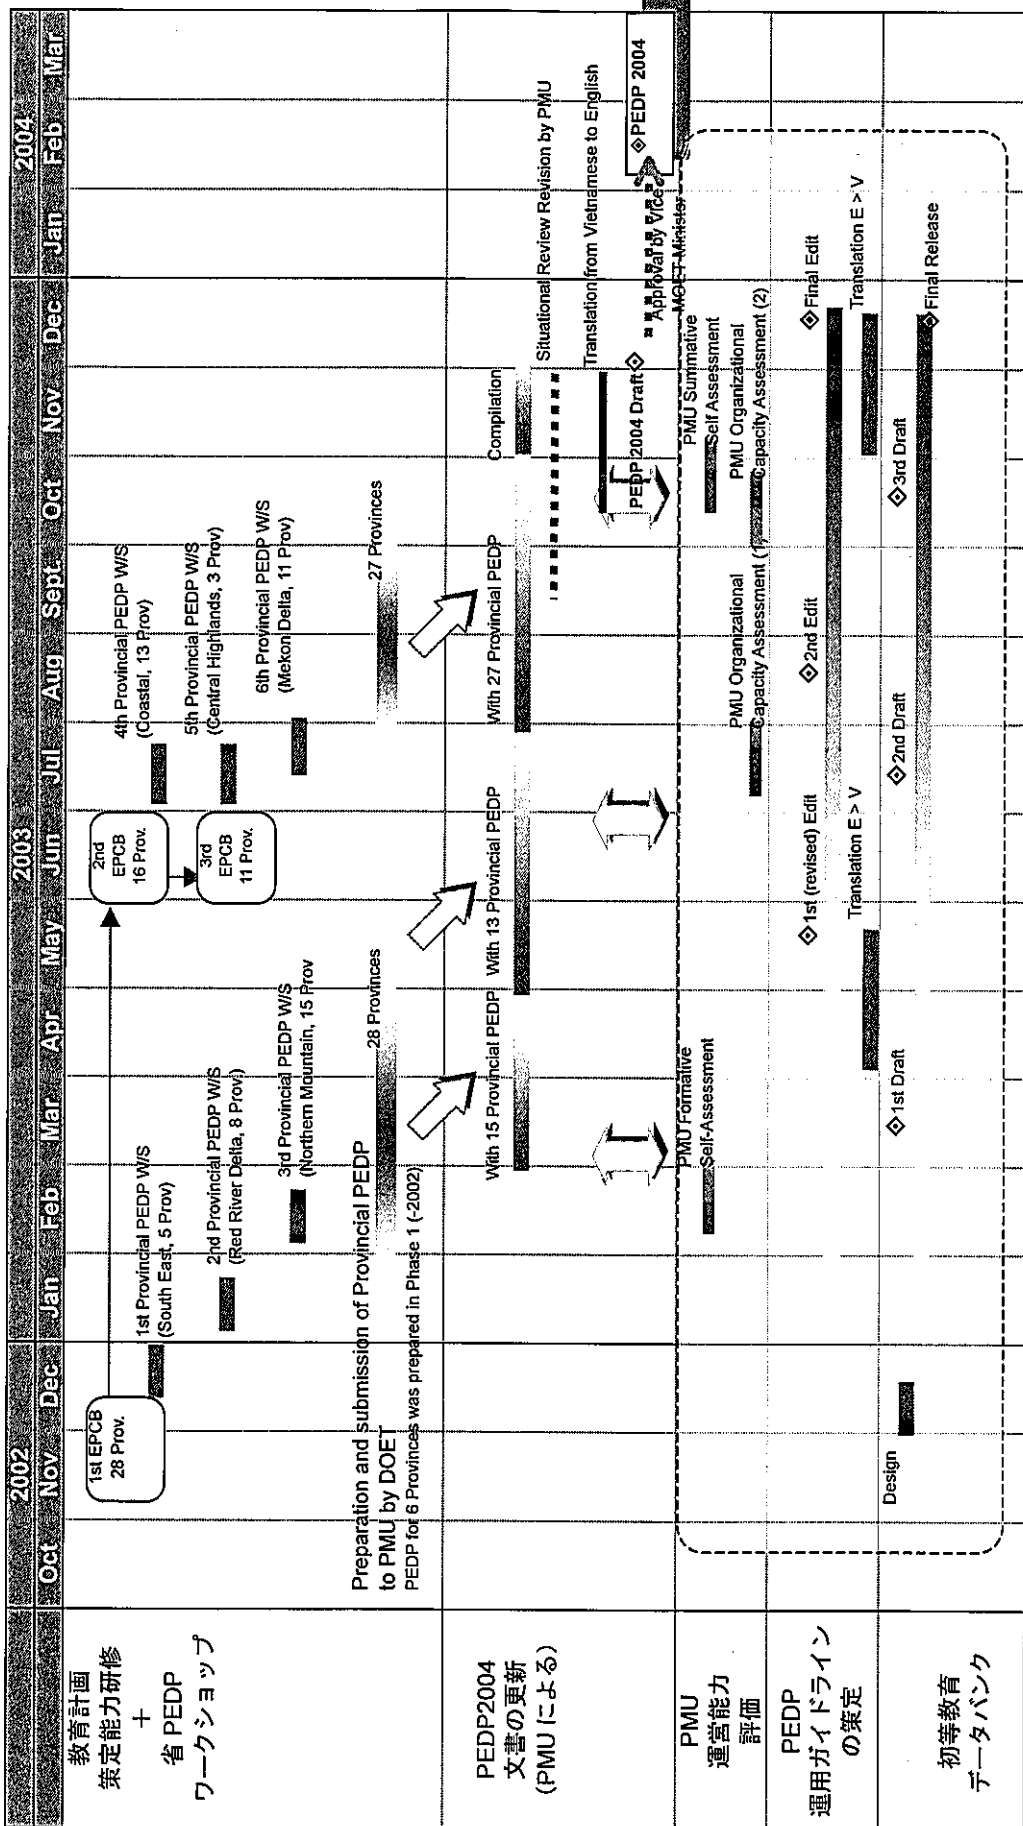 2002
2003
2004
Oct Nov Dec Jan Feb Mar Apr May Jun Jul Aug Sept Oct Nov Dec Jan Feb Mar
教育計画
策定能力研修
+
省 PEDP
ワークショップ
1st EPCB
28 Prov.
2nd
EPCB
16 Prov.
3rd
EPCB
11 Prov.
1st Provincial PEDP W/S
(South East, 5 Prov)
2nd Provincial PEDP W/S
(Red River Delta, 8 Prov)
3rd Provincial PEDP W/S
(Northern Mountain, 15 Prov
4th Provincial PEDP W/S
(Coastal, 13 Prov)
5th Provincial PEDP W/S
(Central Highlands, 3 Prov)
6th Provincial PEDP W/S
(Mekon Delta, 11 Prov)
Preparation and submission of Provincial PEDP
to PMU by DOET
PEDP for 6 Provinces was prepared in Phase 1 (-2002)
28 Provinces
27 Provinces
PEDP2004
文書の更新
(PMU による)
With 15 Provincial PEDP
With 13 Provincial PEDP
With 27 Provincial PEDP
Compilation
Situational Review Revision by PMU
Translation from Vietnamese to English
PEDP 2004 Draft
Approval by Vice
MOET Minister
PEDP 2004
PMU
運営能力
評価
PMU Formative
Self-Assessment
PMU Organizational
Capacity Assessment (1)
PMU Summative
Self Assessment
PMU Organizational
Capacity Assessment (2)
PEDP
運用ガイドライン
の策定
1st (revised) Edit
2nd Edit
Final Edit
Translation E > V
Translation E > V
初等教育
データバンク
Design
1st Draft
2nd Draft
3rd Draft
Final Release